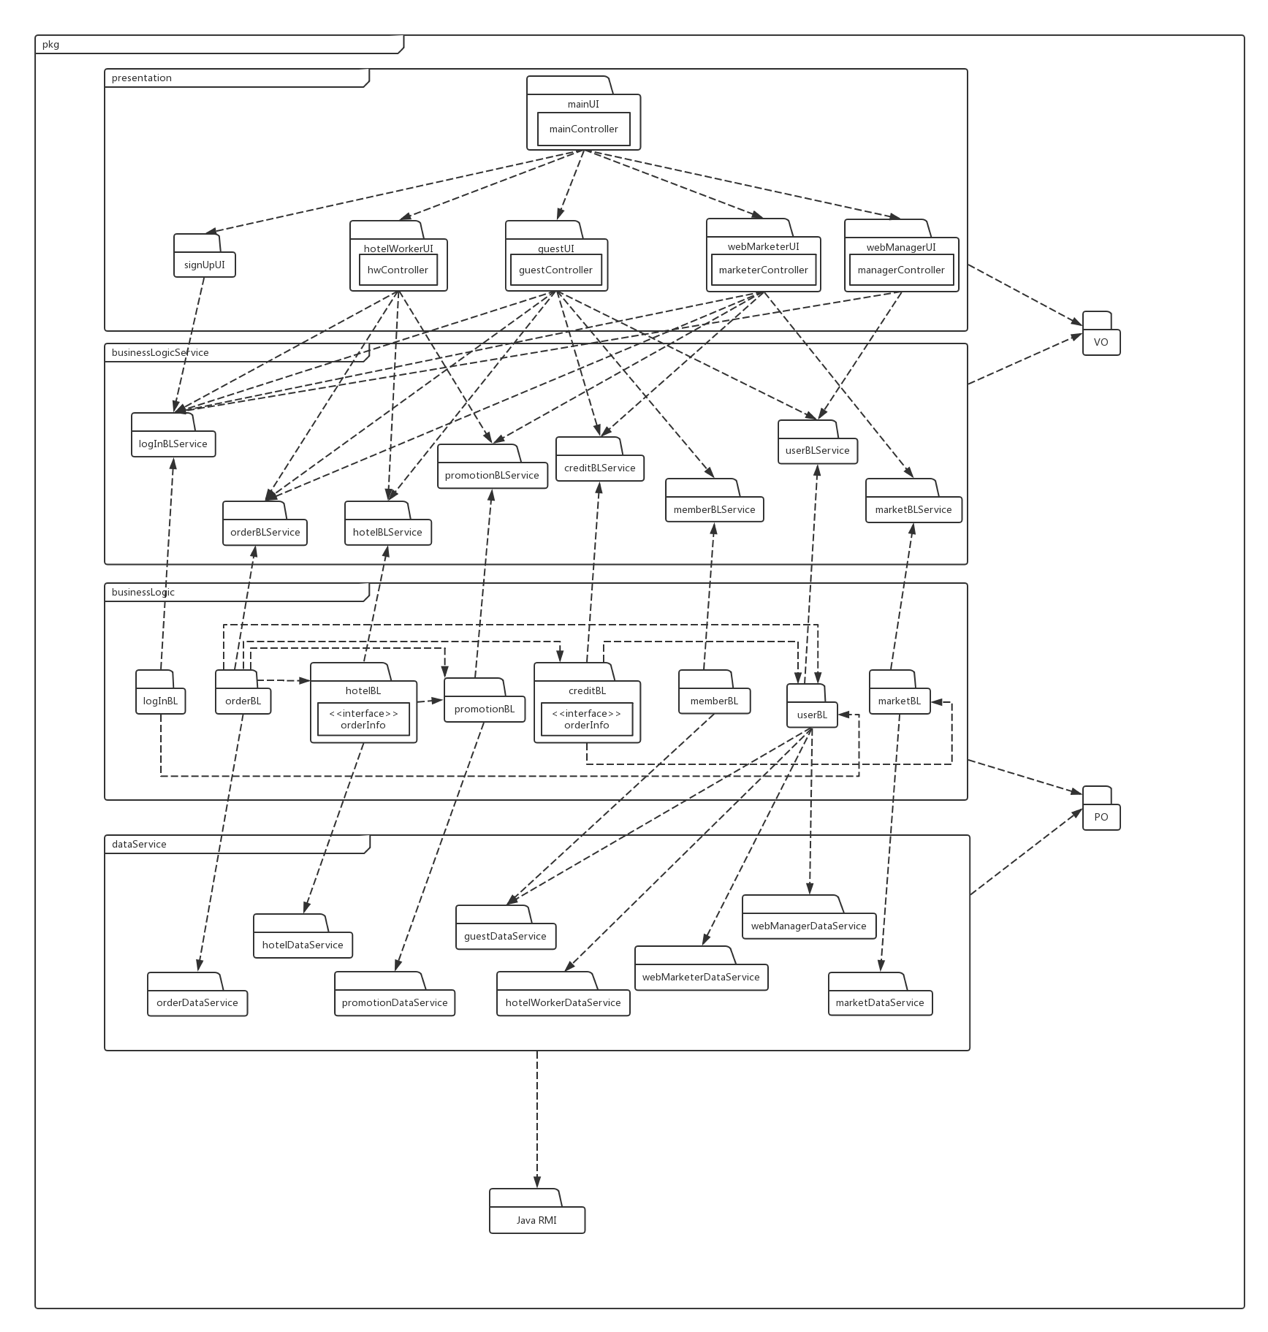 pkg
presentation
mainUI
mainController
signUpUI
hotelWorkerUI
hwController
guestUI
guestController
webMarketerUI
marketerController
webManagerUI
managerController
VO
businessLogicService
logInBLService
orderBLService
hotelBLService
promotionBLService
creditBLService
memberBLService
userBLService
marketBLService
businessLogic
logInBL
orderBL
hotelBL
<<interface>>
orderInfo
promotionBL
creditBL
<<interface>>
orderInfo
memberBL
userBL
marketBL
PO
dataService
orderDataService
hotelDataService
promotionDataService
guestDataService
hotelWorkerDataService
webMarketerDataService
webManagerDataService
marketDataService
Java RMI